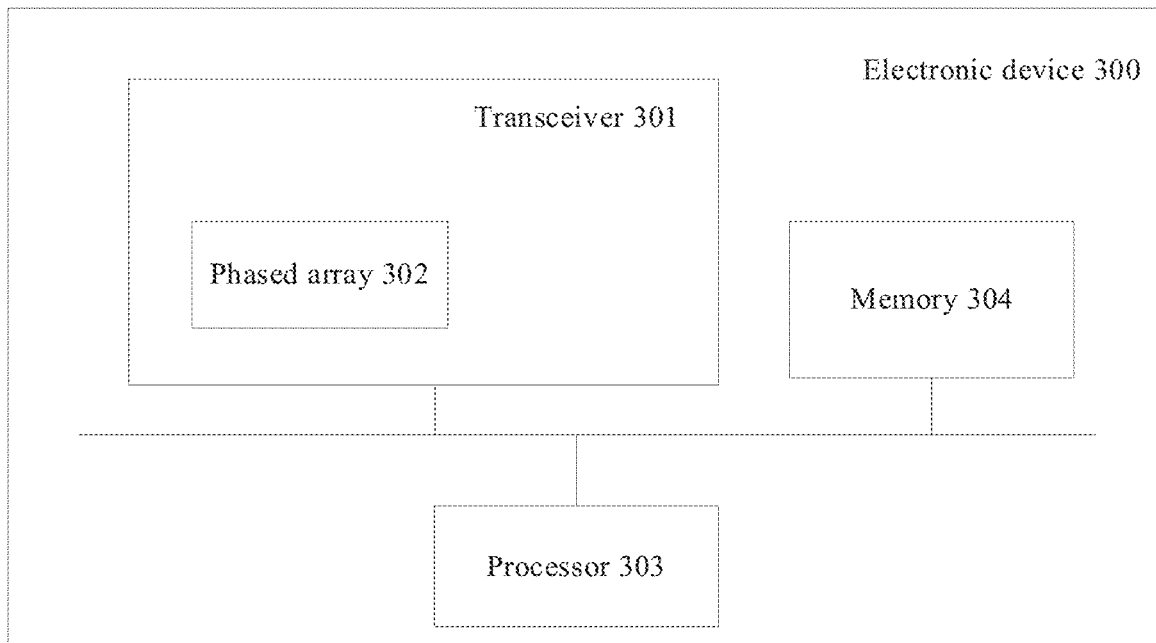 Electronic device 300
Transceiver 301
Phased array 302
Memory 304
Processor 303